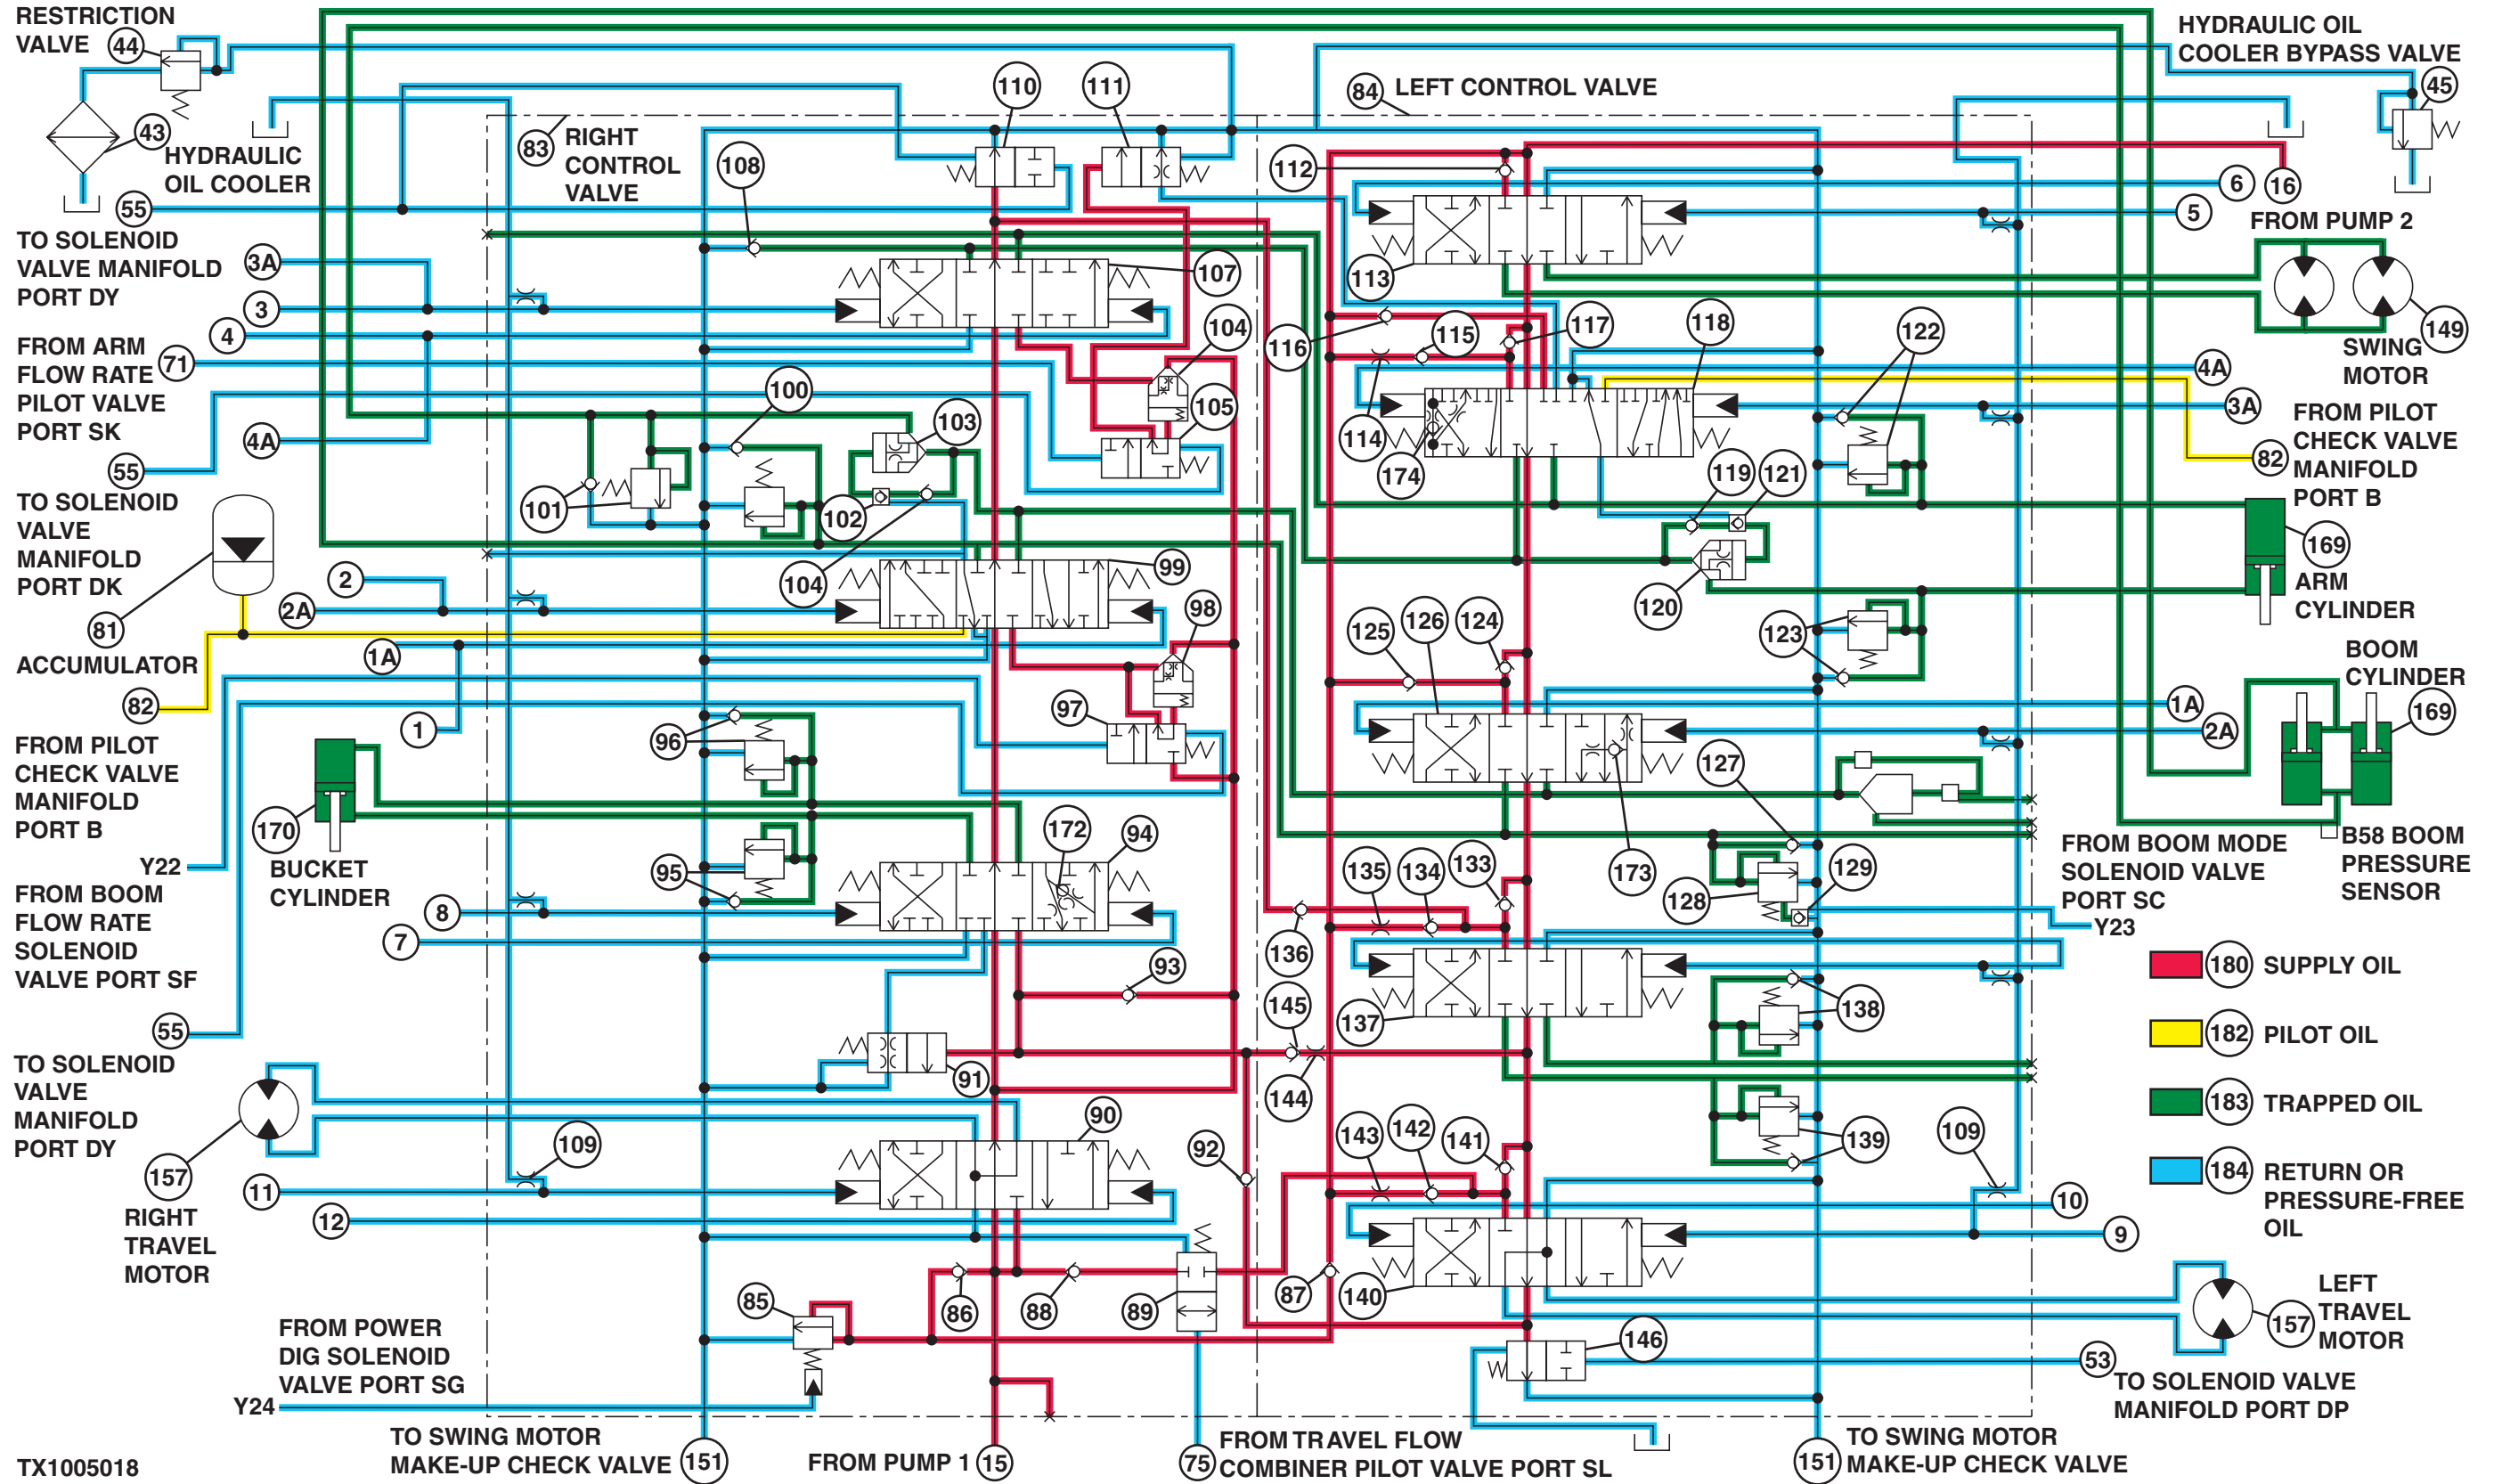 RESTRICTION
VALVE
44
43
HYDRAULIC
OIL COOLER
55
TO SOLENOID
VALVE MANIFOLD
PORT DY
3A
3
4
FROM ARM
FLOW RATE
PILOT VALVE
PORT SK
71
4A
55
TO SOLENOID
VALVE
MANIFOLD
PORT DK
81
ACCUMULATOR
2
2A
1A
82
1
FROM PILOT
CHECK VALVE
MANIFOLD
PORT B
170
BUCKET
CYLINDER
Y22
FROM BOOM
FLOW RATE
SOLENOID
VALVE PORT SF
8
7
55
TO SOLENOID
VALVE
MANIFOLD
PORT DY
157
RIGHT
TRAVEL
MOTOR
11
12
109
FROM POWER
DIG SOLENOID
VALVE PORT SG
Y24
TX1005018
TO SWING MOTOR
MAKE-UP CHECK VALVE
151
FROM PUMP 1
15
75
FROM TRAVEL FLOW
COMBINER PILOT VALVE PORT SL
83
RIGHT
CONTROL
VALVE
110
111
108
107
104
105
100
103
101
102
104
99
98
97
96
95
172
94
93
91
90
92
85
86
88
89
87
84
LEFT CONTROL VALVE
112
113
116
115
117
118
114
174
122
119
121
120
123
125
126
124
127
173
128
129
135
134
133
136
137
145
144
138
139
143
142
141
140
109
146
HYDRAULIC OIL
COOLER BYPASS VALVE
45
6
16
5
FROM PUMP 2
149
SWING
MOTOR
4A
3A
FROM PILOT
CHECK VALVE
MANIFOLD
PORT B
82
169
ARM
CYLINDER
BOOM
CYLINDER
1A
169
2A
FROM BOOM MODE
SOLENOID VALVE
PORT SC
B58 BOOM
PRESSURE
SENSOR
Y23
180 SUPPLY OIL
182 PILOT OIL
183 TRAPPED OIL
184 RETURN OR
PRESSURE-FREE
OIL
10
9
LEFT
TRAVEL
MOTOR
157
53
TO SOLENOID VALVE
MANIFOLD PORT DP
TO SWING MOTOR
MAKE-UP CHECK VALVE
151